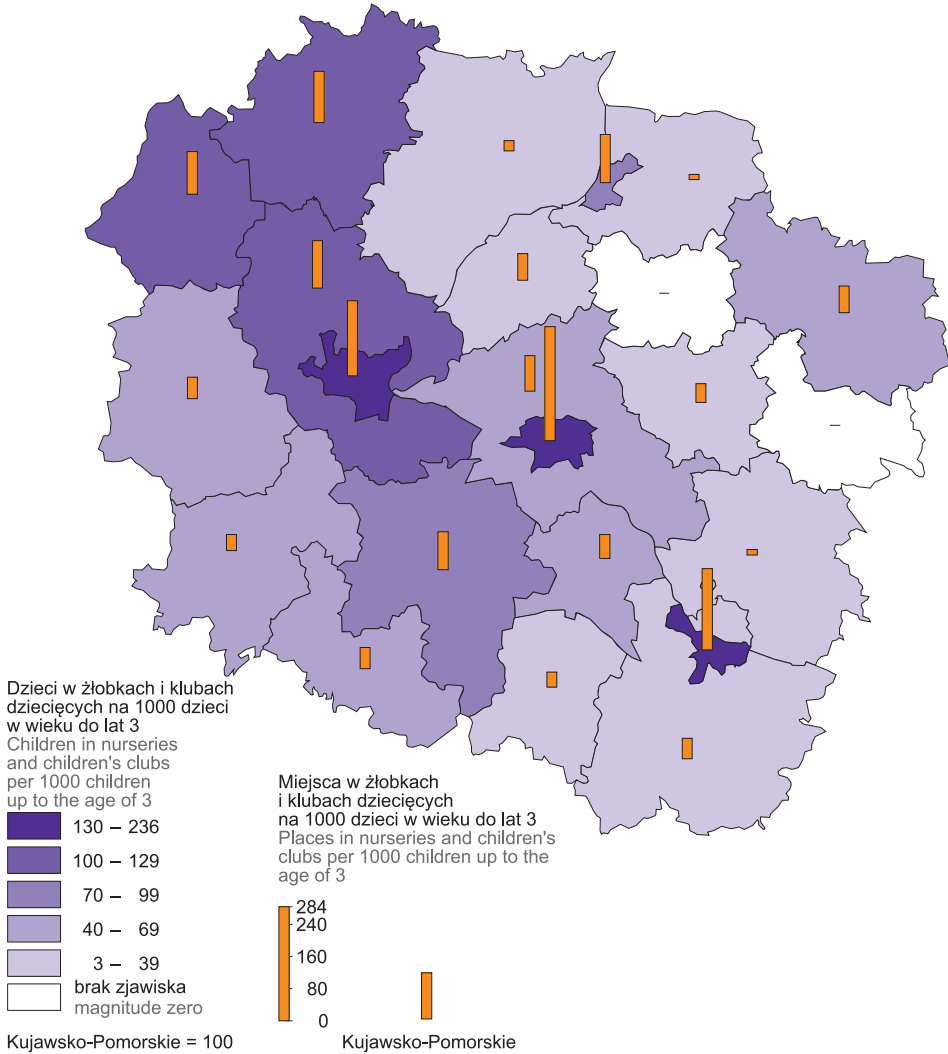 Dzieci w żłobkach i klubach
dziecięcych na 1000 dzieci
w wieku do lat 3
Children in nurseries
and children's clubs
per 1000 children
up to the age of 3
130 – 236
100 – 129
70 – 99
40 – 69
3 – 39
brak zjawiska
magnitude zero
Kujawsko-Pomorskie = 100
Miejsca w żłobkach
i klubach dziecięcych
na 1000 dzieci w wieku do lat 3
Places in nurseries and children's
clubs per 1000 children up to the
age of 3
284
240
160
80
0
Kujawsko-Pomorskie